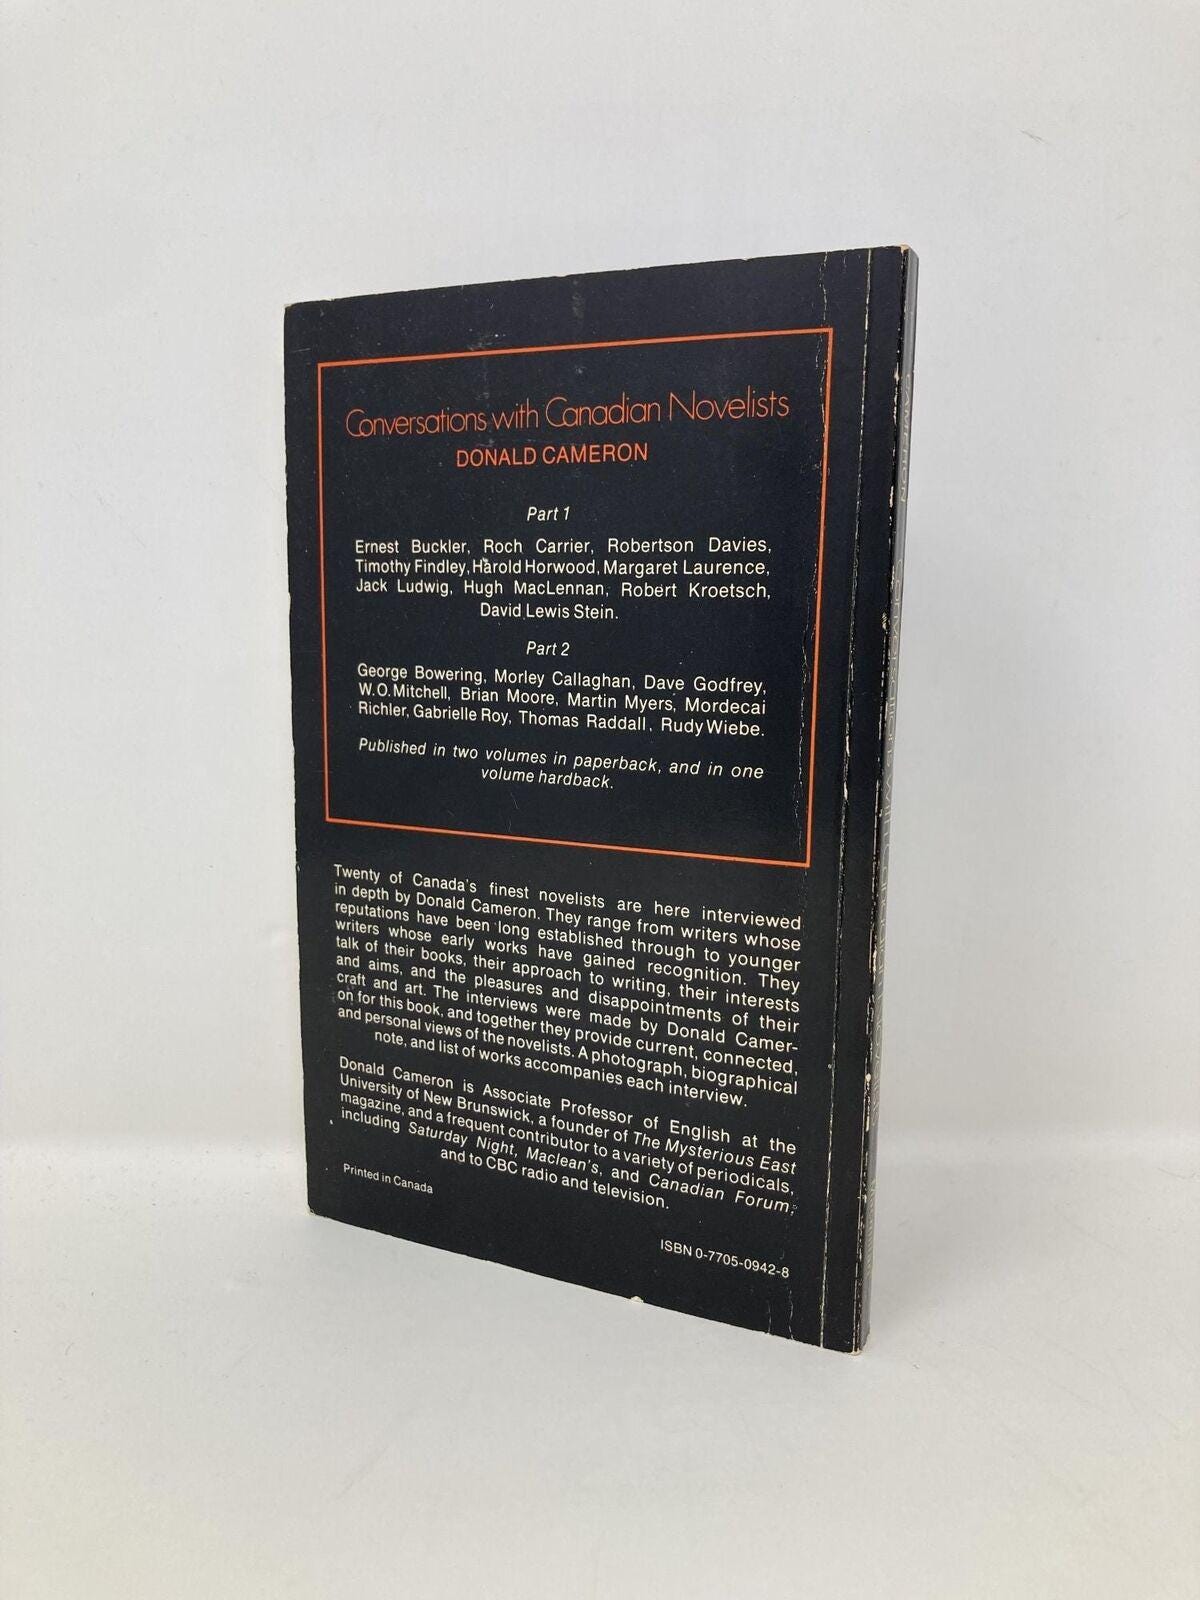 Conversations with Canadian Novelists
DONALD CAMERON
Part 1
Ernest Buckler, Roch Carrier, Robertson Davies,
Timothy Findley, Harold Horwood, Margaret Laurence,
Jack Ludwig, Hugh MacLennan, Robert Kroetsch,
David Lewis Stein.
Part 2
George Bowering, Morley Callaghan, Dave Godfrey,
W.O. Mitchell, Brian Moore, Martin Myers, Mordecai
Richler, Gabrielle Roy, Thomas Raddall, Rudy Wiebe.
Published in two volumes in paperback, and in one
volume hardback.
Twenty of Canada's finest novelists are here interviewed
in depth by Donald Cameron. They range from writers whose
reputations have been long established through to younger
writers whose early works have gained recognition. They
talk of their books, their approach to writing, their interests
and aims, and the pleasures and disappointments of their
craft and art. The interviews were made by Donald Camer-
on for this book, and together they provide current, connected,
and personal views of the novelists. A photograph, biographical
note, and list of works accompanies each interview.
Donald Cameron is Associate Professor of English at the
University of New Brunswick, a founder of The Mysterious East
magazine, and a frequent contributor to a variety of periodicals,
including Saturday Night, Maclean's, and Canadian Forum,
and to CBC radio and television.
Printed in Canada
ISBN 0-7705-0942-8
CAMERON
Conversations with Canadian Novelists